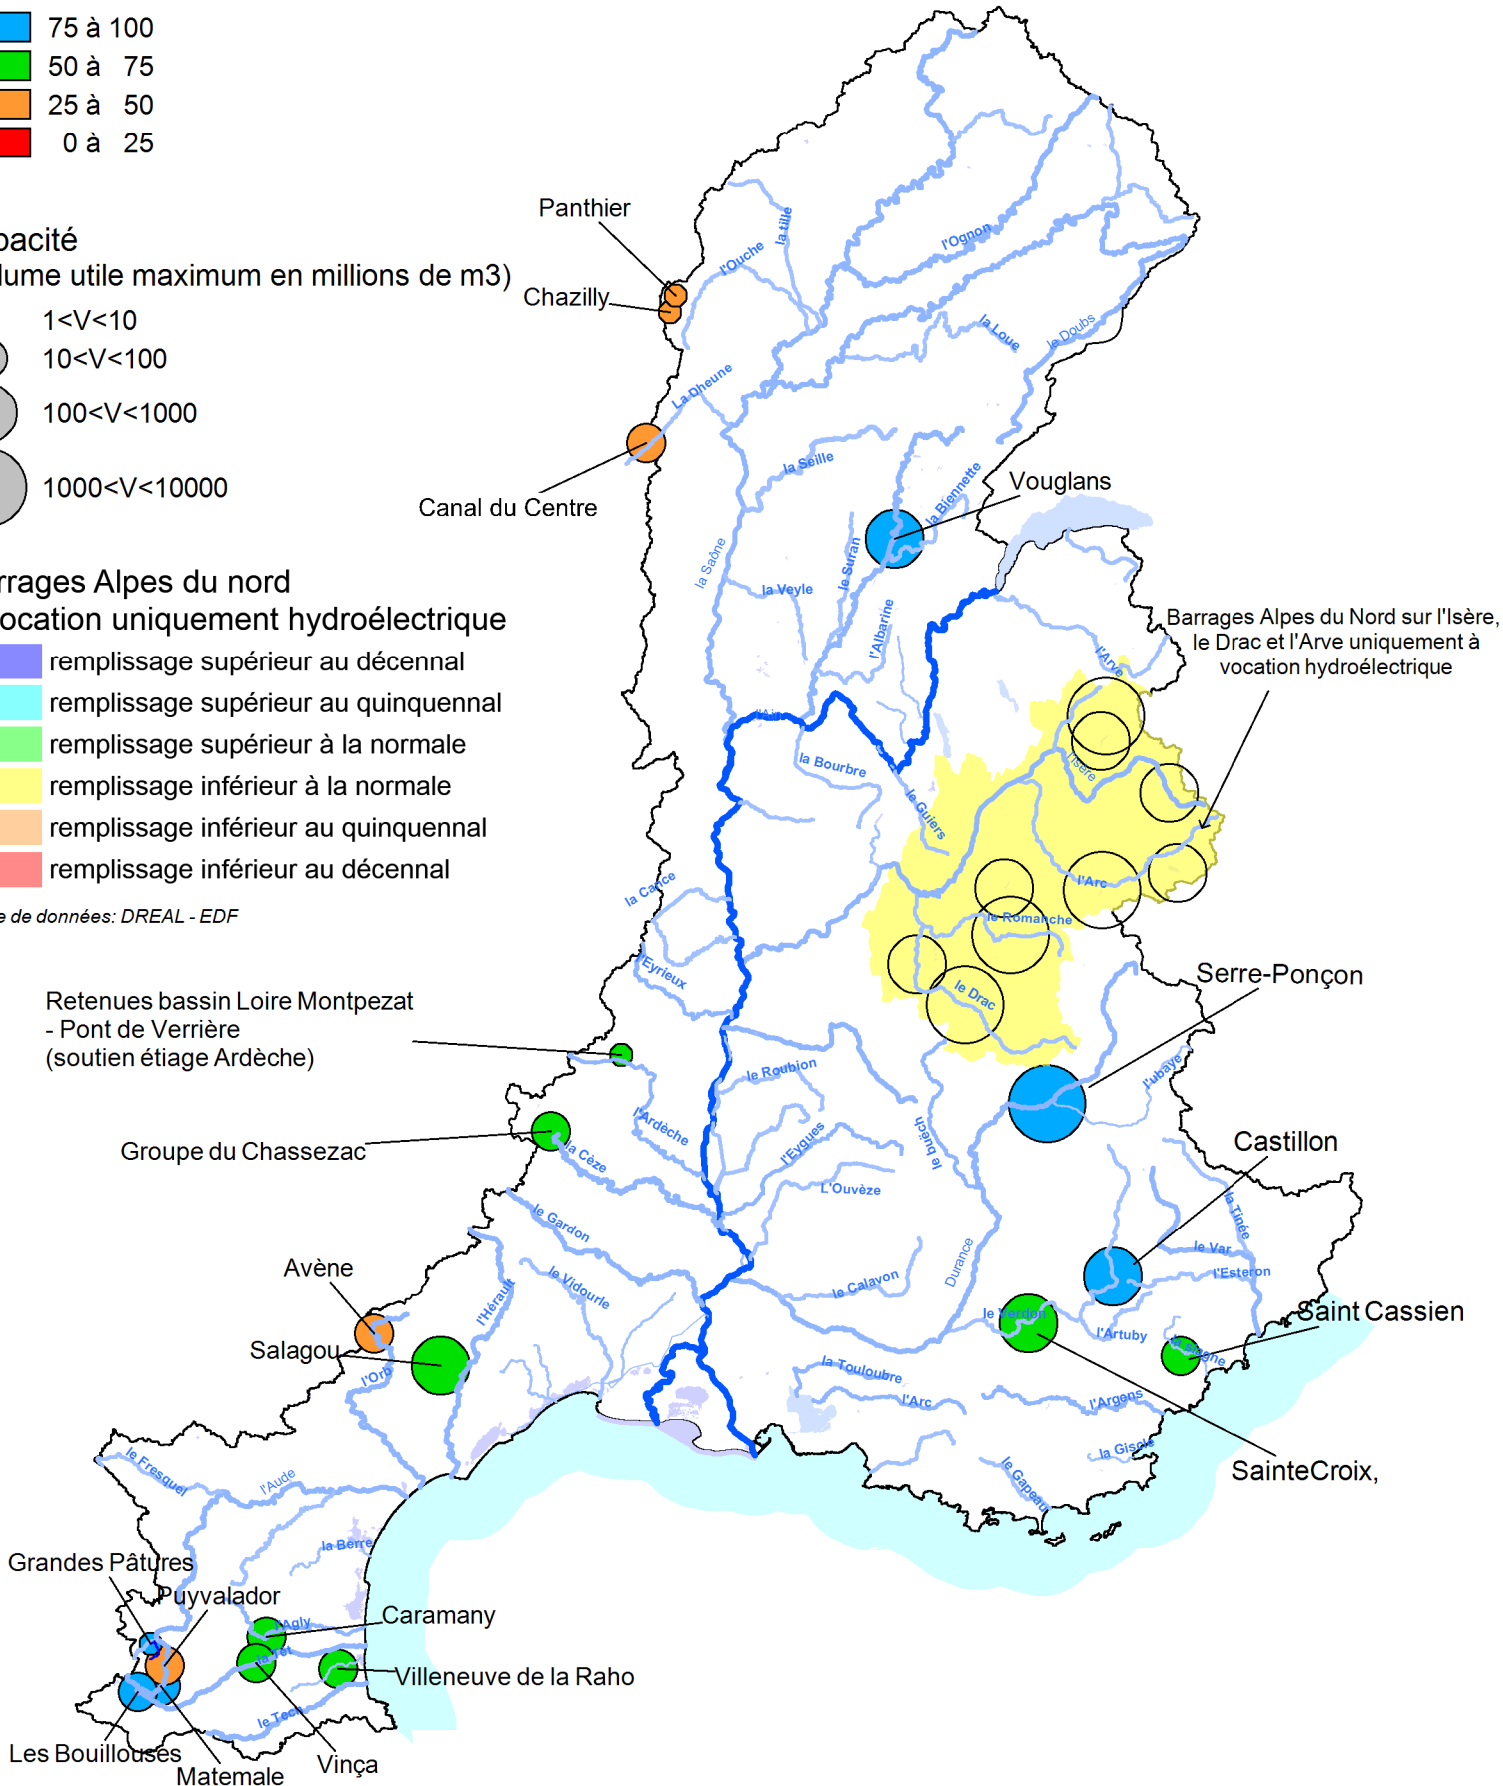 75 à 100
50 à 75
25 à 50
0 à 25
pacité
lume utile maximum en millions de m3)
1<V<10
10<V<100
100<V<1000
1000<V<10000
rrages Alpes du nord
ocation uniquement hydroélectrique
remplissage supérieur au décennal
remplissage supérieur au quinquennal
remplissage supérieur à la normale
remplissage inférieur à la normale
remplissage inférieur au quinquennal
remplissage inférieur au décennal
e de données: DREAL - EDF
Panthier
Chazilly
la tille
l'Ouche
l'Ognon
la Loue
le Doubs
La Dheune
Canal du Centre
la Seille
la Biennette
Vouglans
la Saône
le Suran
la Veyle
l'Albarine
l'Arve
Barrages Alpes du Nord sur l'Isère,
le Drac et l'Arve uniquement à
vocation hydroélectrique
l'Ain
la Bourbre
l'Isère
le Guiers
la Cance
l'Arc
le Romanche
l'Eyrieux
le Drac
Serre-Ponçon
Retenues bassin Loire Montpezat
- Pont de Verrière
(soutien étiage Ardèche)
le Roubion
l'ubaye
l'Ardèche
le buëch
l'Eygues
Groupe du Chassezac
la Cèze
Castillon
L'Ouvèze
la Tinée
le Gardon
le Var
l'Esteron
Durance
Avène
le Vidourle
l'Hérault
le Calavon
le Verdon
Saint Cassien
l'Artuby
la Siagne
Salagou
l'Orb
la Touloubre
l'Arc
l'Argens
la Giscle
le Gapeau
SainteCroix,
le Fresquel
l'Aude
la Berre
Grandes Pâtures
Puyvalador
l'Agly
Caramany
la Têt
Villeneuve de la Raho
le Tech
Les Bouillouses
Matemale
Vinça